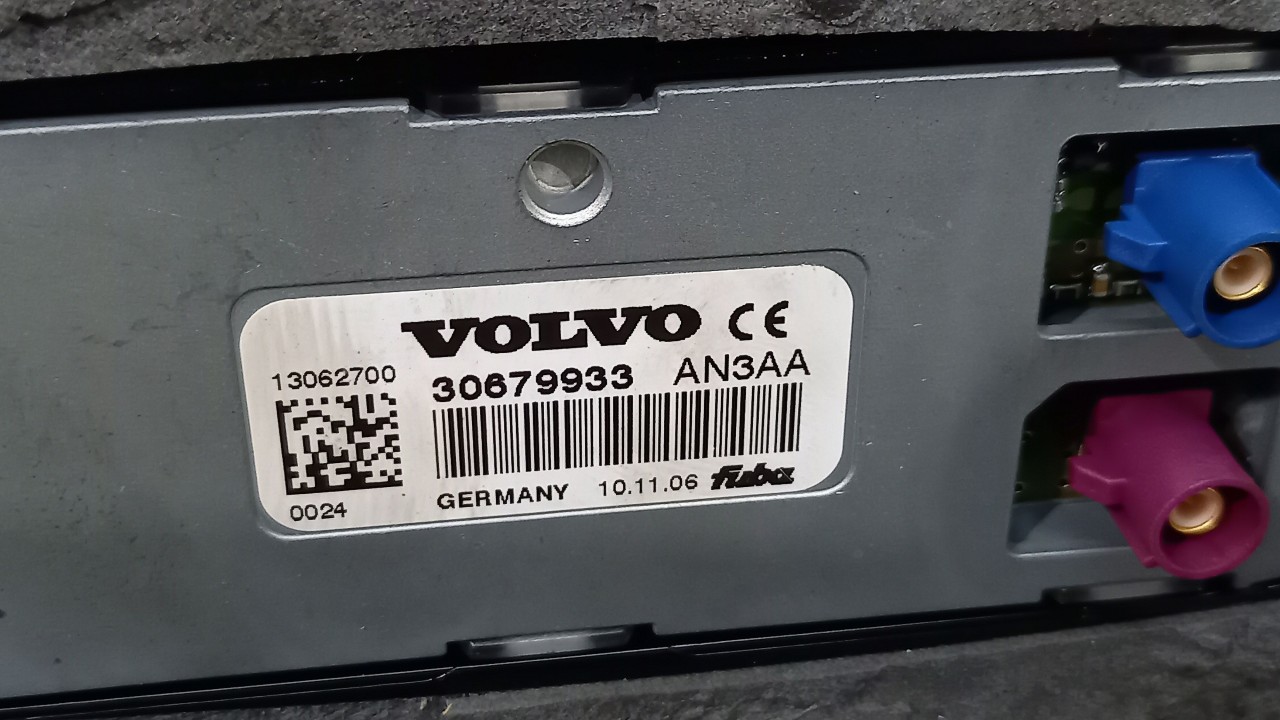 VOLVO CE
13062700 30679933 AN3AA
0024 GERMANY 10.11.06 fuba